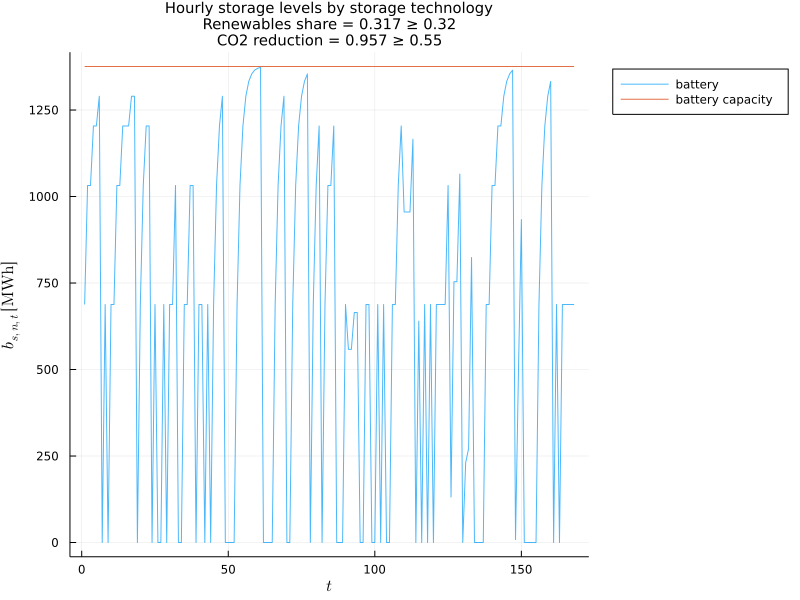 Hourly storage levels by storage technology
Renewables share = 0.317 ≥ 0.32
CO2 reduction = 0.957 ≥ 0.55
battery
battery capacity
b_{s,n,t} [MWh]
1250
1000
750
500
250
0
0 50 100 150
t